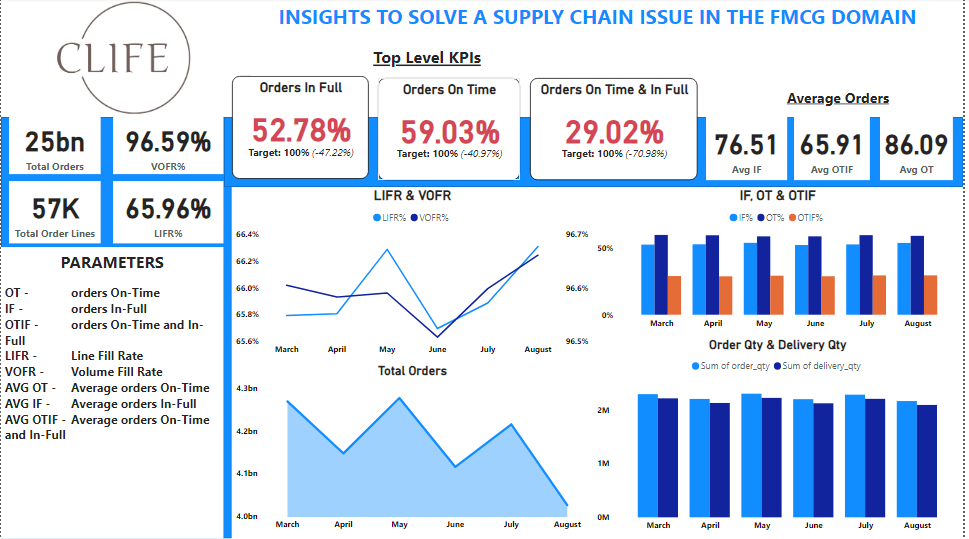 INSIGHTS TO SOLVE A SUPPLY CHAIN ISSUE IN THE FMCG DOMAIN
CLIFE
Top Level KPIs
Orders In Full
52.78%
Target: 100% (-47.22%)
Orders On Time
59.03%
Target: 100% (-40.97%)
Orders On Time & In Full
29.02%
Target: 100% (-70.98%)
Average Orders
76.51
Avg IF
65.91
Avg OTIF
86.09
Avg OT
25bn
Total Orders
96.59%
VOFR%
57K
Total Order Lines
65.96%
LIFR%
PARAMETERS
OT - orders On-Time
IF - orders In-Full
OTIF - orders On-Time and In-
Full
LIFR - Line Fill Rate
VOFR - Volume Fill Rate
AVG OT - Average orders On-Time
AVG IF - Average orders In-Full
AVG OTIF - Average orders On-Time
and In-Full
LIFR & VOFR
LIFR% VOFR%
66.4%
66.2%
66.0%
65.8%
65.6%
96.7%
96.6%
96.5%
March April May June July August
IF, OT & OTIF
IF% OT% OTIF%
50%
0%
March April May June July August
Total Orders
4.3bn
4.2bn
4.1bn
4.0bn
March April May June July August
Order Qty & Delivery Qty
Sum of order_qty Sum of delivery_qty
2M
1M
0M
March April May June July August